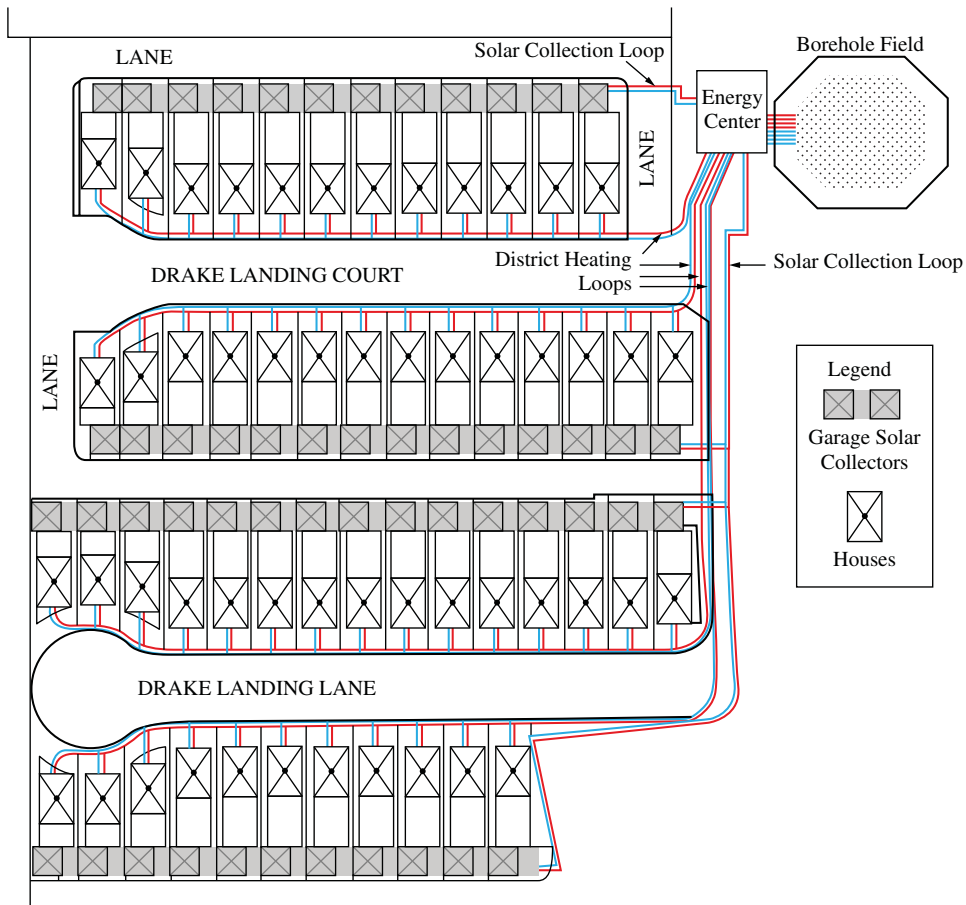 Solar Collection Loop
Borehole Field
LANE
Energy
Center
LANE
District Heating
Loops
Solar Collection Loop
DRAKE LANDING COURT
LANE
Legend
Garage Solar
Collectors
Houses
DRAKE LANDING LANE